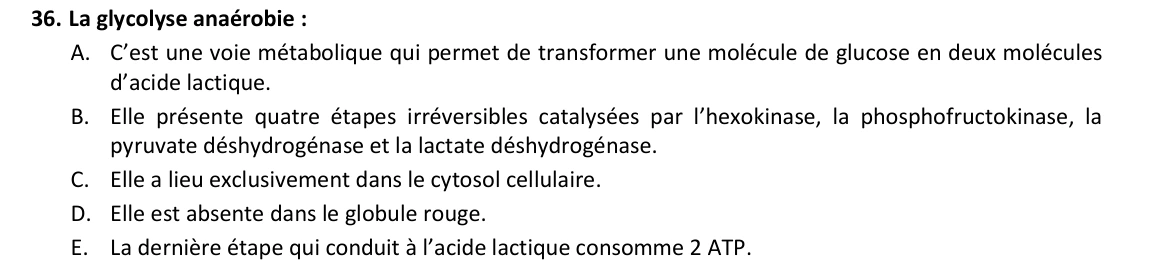 36. La glycolyse anaérobie :
A. C’est une voie métabolique qui permet de transformer une molécule de glucose en deux molécules
d’acide lactique.
B. Elle présente quatre étapes irréversibles catalysées par l’hexokinase, la phosphofructokinase, la
pyruvate déshydrogénase et la lactate déshydrogénase.
C. Elle a lieu exclusivement dans le cytosol cellulaire.
D. Elle est absente dans le globule rouge.
E. La dernière étape qui conduit à l’acide lactique consomme 2 ATP.